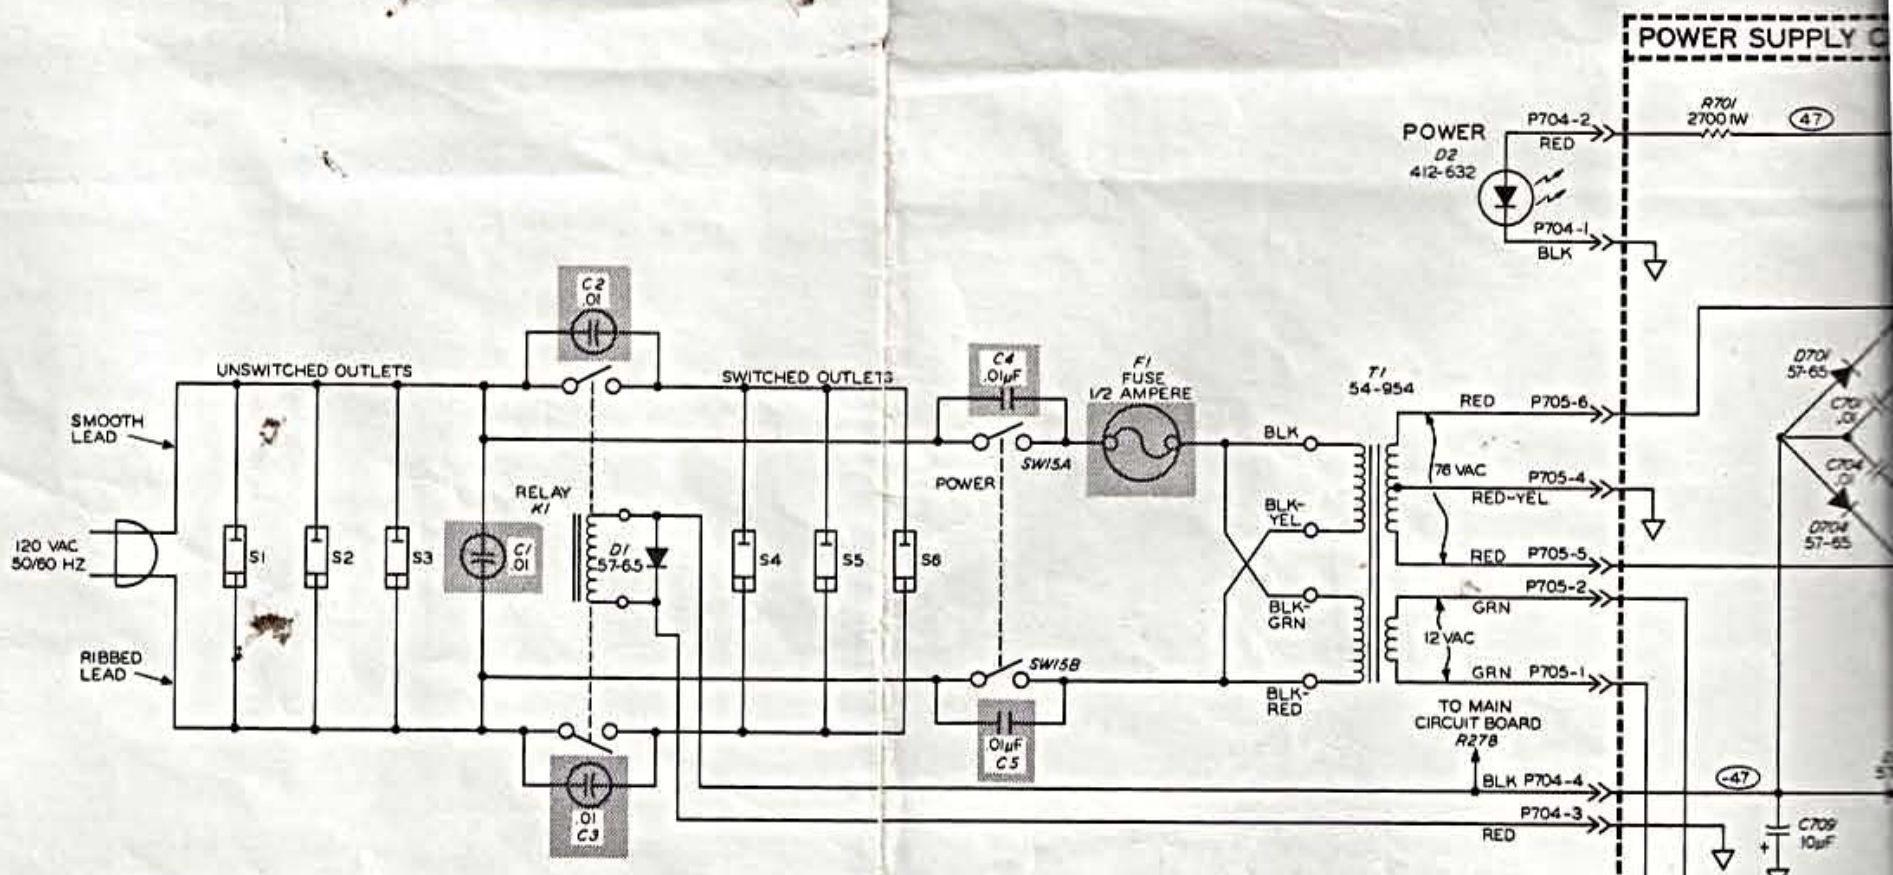 POWER SUPPLY
R701
2700 1W
47
P704-2
RED
POWER
D2
412-632
P704-1
BLK
C2
.01
UNSWITCHED OUTLETS
SWITCHED OUTLETS
C4
.01µF
F1
FUSE
1/2 AMPERE
T1
54-954
D701
57-65
SMOOTH
LEAD
RED P705-6
BLK
SW15A
POWER
76 VAC
P705-4
RED-YEL
RELAY
K1
BLK-
YEL
C704
.01
D704
57-65
120 VAC
50/60 HZ
S1
S2
S3
C1
.01
D1
57-65
S4
S5
S6
RED P705-5
P705-2
GRN
BLK-
GRN
12 VAC
RIBBED
LEAD
SW15B
GRN P705-1
BLK-
RED
TO MAIN
CIRCUIT BOARD
R278
.01µF
C5
BLK P704-4
-47
.01
C3
P704-3
RED
C709
10µF
+